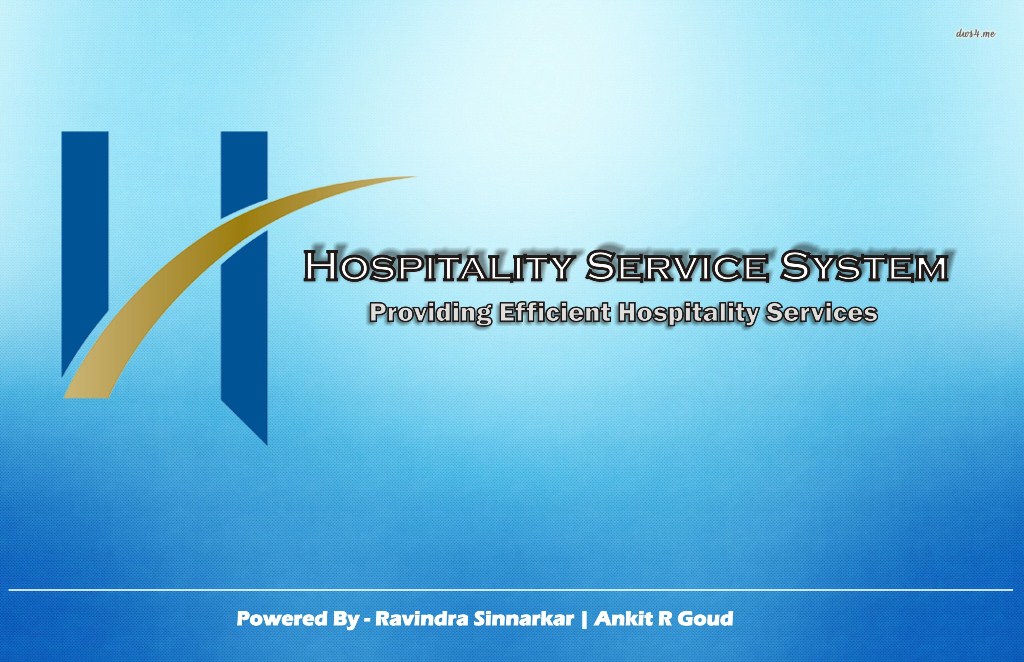 dws4.me
Hospitality Service System
Providing Efficient Hospitality Services
Powered By - Ravindra Sinnarkar | Ankit R Goud